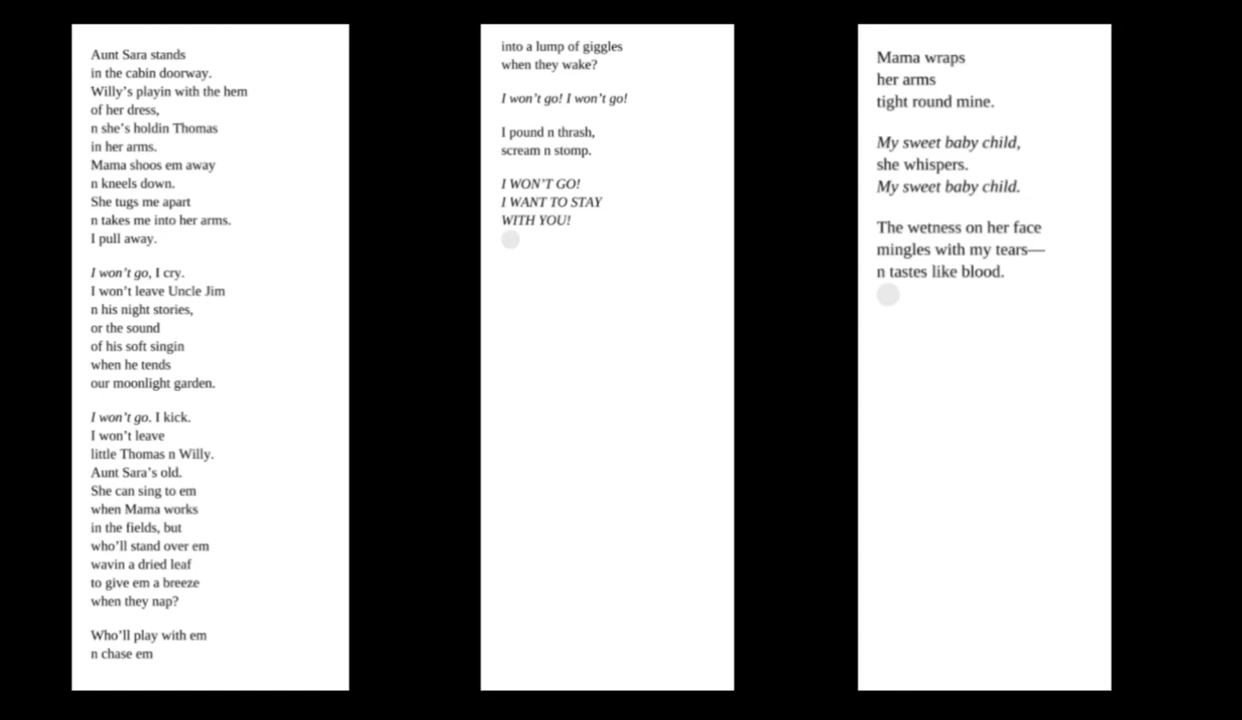 Aunt Sara stands
in the cabin doorway.
Willy’s playin with the hem
of her dress,
n she’s holdin Thomas
in her arms.
Mama shoos em away
n kneels down.
She tugs me apart
n takes me into her arms.
I pull away.
I won’t go, I cry.
I won’t leave Uncle Jim
n his night stories,
or the sound
of his soft singin
when he tends
our moonlight garden.
I won’t go. I kick.
I won’t leave
little Thomas n Willy.
Aunt Sara’s old.
She can sing to em
when Mama works
in the fields, but
who’ll stand over em
wavin a dried leaf
to give em a breeze
when they nap?
Who’ll play with em
n chase em
into a lump of giggles
when they wake?
I won’t go! I won’t go!
I pound n thrash,
scream n stomp.
I WON’T GO!
I WANT TO STAY
WITH YOU!
Mama wraps
her arms
tight round mine.
My sweet baby child,
she whispers.
My sweet baby child.
The wetness on her face
mingles with my tears—
n tastes like blood.